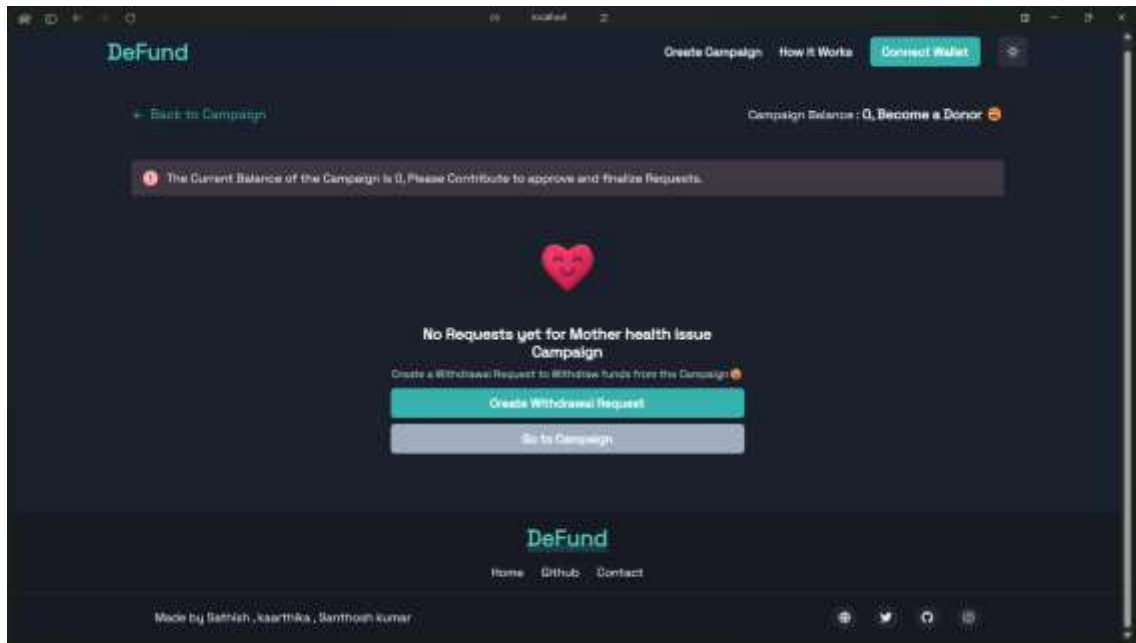 localhost
DeFund
Create Campaign How it Works Connect Wallet
← Back to Campaign
Campaign Balance : 0, Become a Donor
The Current Balance of the Campaign is 0, Please Contribute to approve and finalize Requests.
No Requests yet for Mother health issue
Campaign
Create a Withdrawal Request to Withdraw funds from the Campaign
Create Withdrawal Request
Go to Campaign
DeFund
Home Github Contact
Made by Sathish , kaarthika , Santhosh kumar